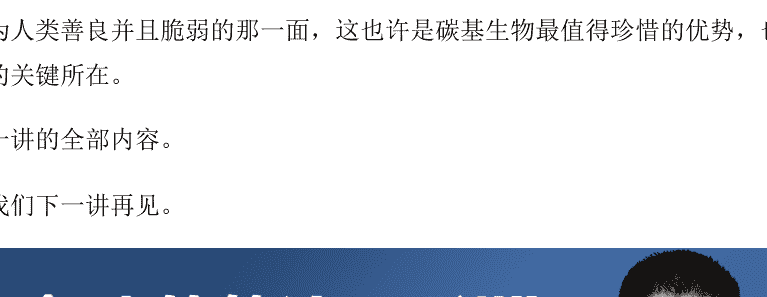 为人类善良并且脆弱的那一面，这也许是碳基生物最值得珍惜的优势，也
的关键所在。
一讲的全部内容。
我们下一讲再见。